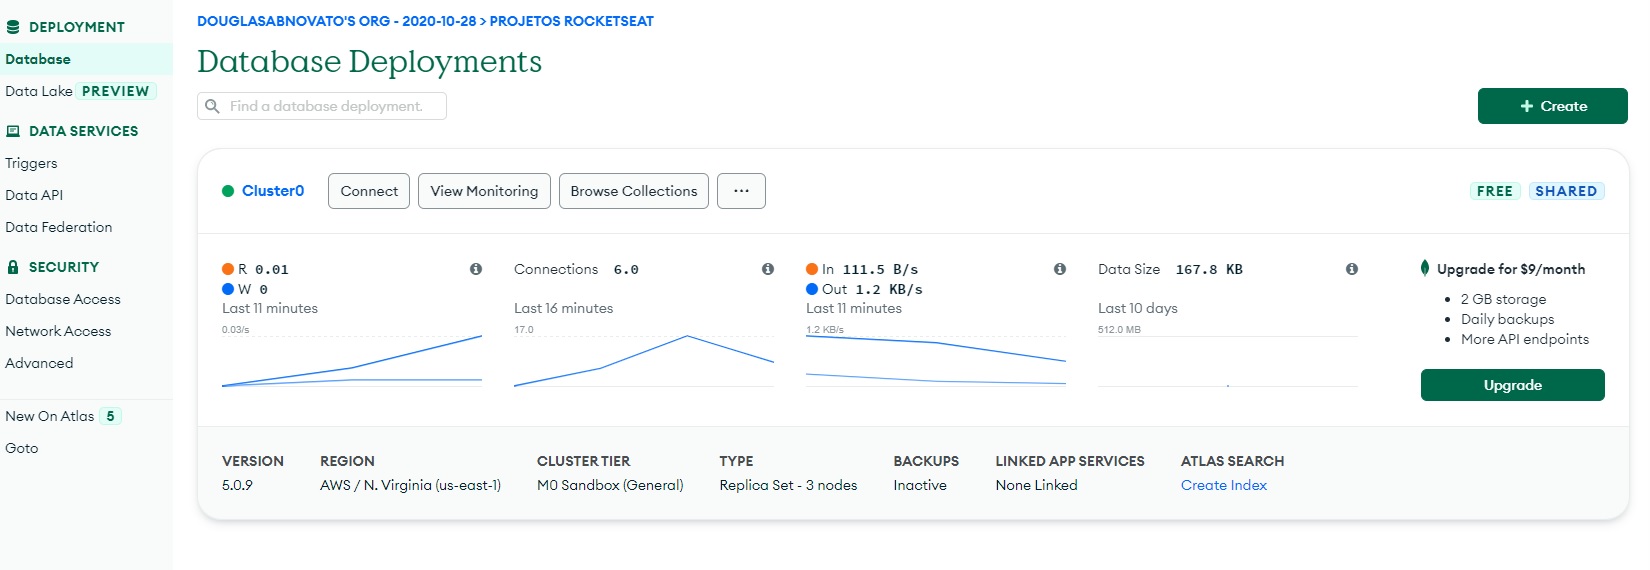 DEPLOYMENT
Database
Data Lake PREVIEW
DATA SERVICES
Triggers
Data API
Data Federation
SECURITY
Database Access
Network Access
Advanced
New On Atlas 5
Goto
DOUGLASABNOVATO'S ORG - 2020-10-28 > PROJETOS ROCKETSEAT
Database Deployments
Find a database deployment.
+ Create
Cluster0 Connect View Monitoring Browse Collections ...
FREE SHARED
R 0.01
W 0
Last 11 minutes
0.03/s
Connections 6.0
Last 16 minutes
17.0
In 111.5 B/s
Out 1.2 KB/s
Last 11 minutes
1.2 KB/s
Data Size 167.8 KB
Last 10 days
512.0 MB
Upgrade for $9/month
• 2 GB storage
• Daily backups
• More API endpoints
Upgrade
VERSION
5.0.9
REGION
AWS / N. Virginia (us-east-1)
CLUSTER TIER
M0 Sandbox (General)
TYPE
Replica Set - 3 nodes
BACKUPS
Inactive
LINKED APP SERVICES
None Linked
ATLAS SEARCH
Create Index